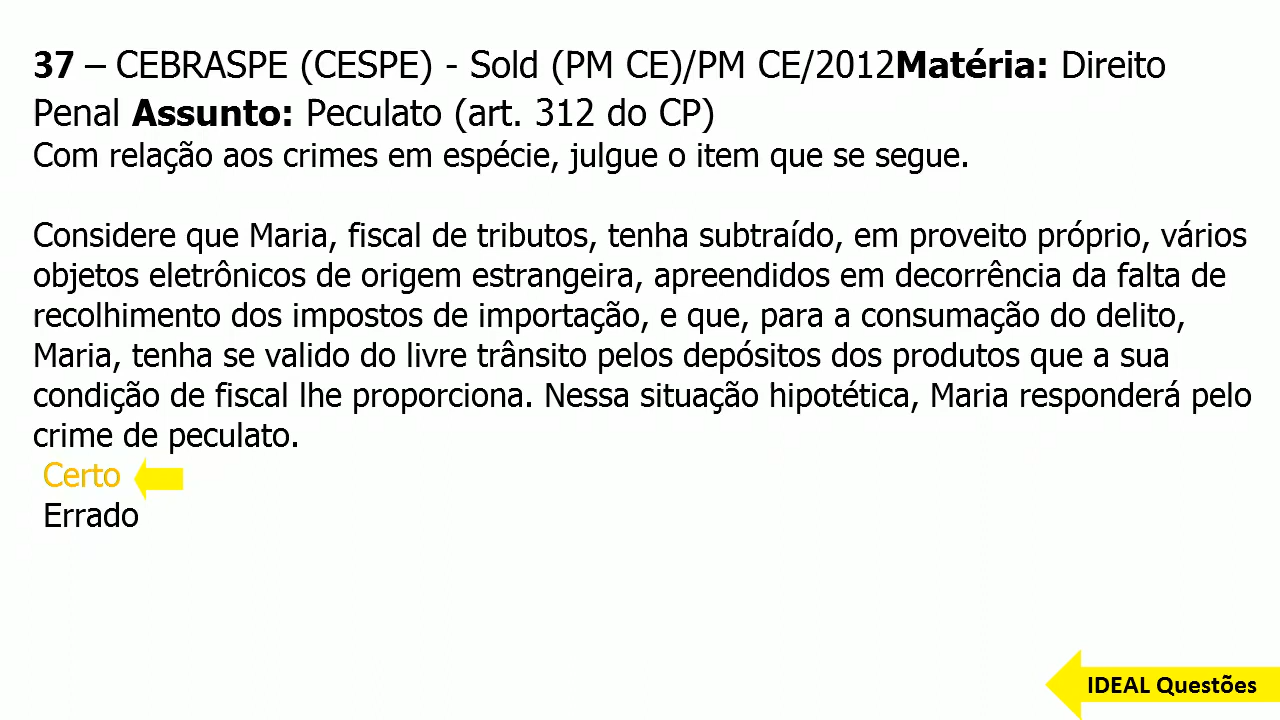 37 – CEBRASPE (CESPE) - Sold (PM CE)/PM CE/2012Matéria: Direito
Penal Assunto: Peculato (art. 312 do CP)
Com relação aos crimes em espécie, julgue o item que se segue.
Considere que Maria, fiscal de tributos, tenha subtraído, em proveito próprio, vários
objetos eletrônicos de origem estrangeira, apreendidos em decorrência da falta de
recolhimento dos impostos de importação, e que, para a consumação do delito,
Maria, tenha se valido do livre trânsito pelos depósitos dos produtos que a sua
condição de fiscal lhe proporciona. Nessa situação hipotética, Maria responderá pelo
crime de peculato.
Certo
Errado
IDEAL Questões